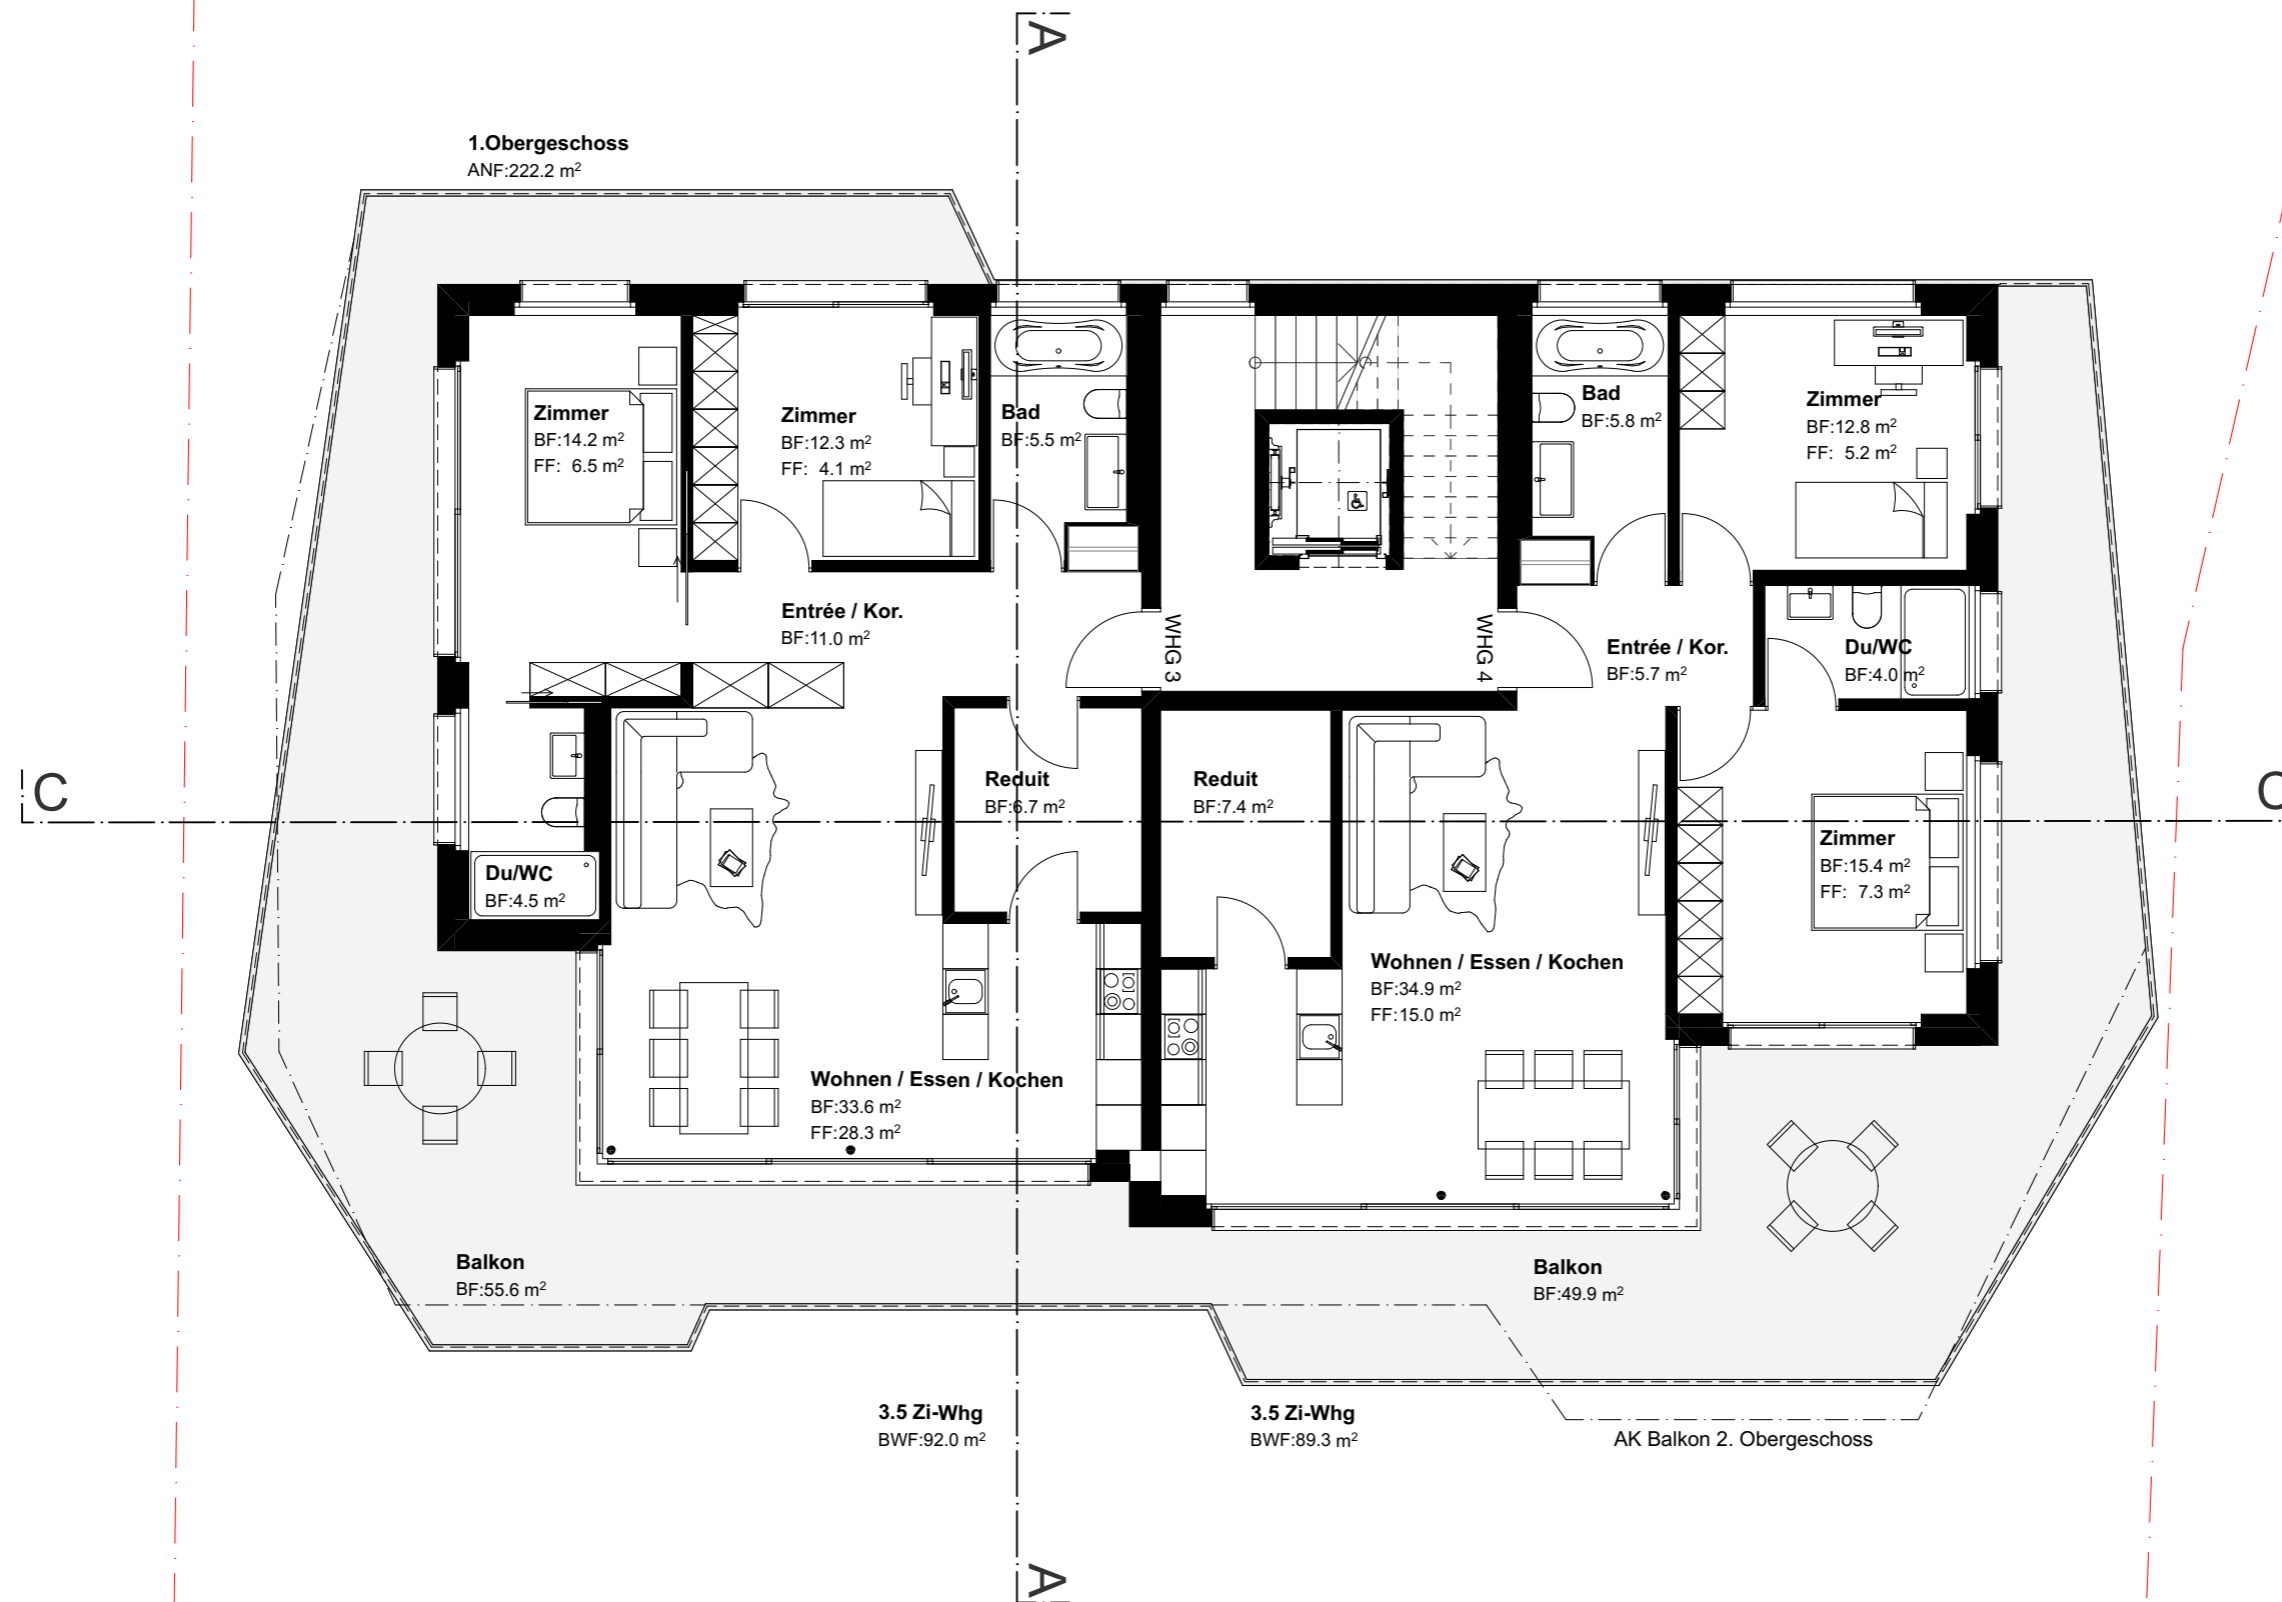 A
1.Obergeschoss
ANF:222.2 m²
Zimmer
BF:14.2 m²
FF: 6.5 m²
Zimmer
BF:12.3 m²
FF: 4.1 m²
Bad
BF:5.5 m²
Bad
BF:5.8 m²
Zimmer
BF:12.8 m²
FF: 5.2 m²
Entrée / Kor.
BF:11.0 m²
WHG 3
WHG 4
Entrée / Kor.
BF:5.7 m²
Du/WC
BF:4.0 m²
C
Reduit
BF:6.7 m²
Reduit
BF:7.4 m²
C
Zimmer
BF:15.4 m²
FF: 7.3 m²
Du/WC
BF:4.5 m²
Wohnen / Essen / Kochen
BF:34.9 m²
FF:15.0 m²
Wohnen / Essen / Kochen
BF:33.6 m²
FF:28.3 m²
Balkon
BF:55.6 m²
Balkon
BF:49.9 m²
3.5 Zi-Whg
BWF:92.0 m²
3.5 Zi-Whg
BWF:89.3 m²
AK Balkon 2. Obergeschoss
A